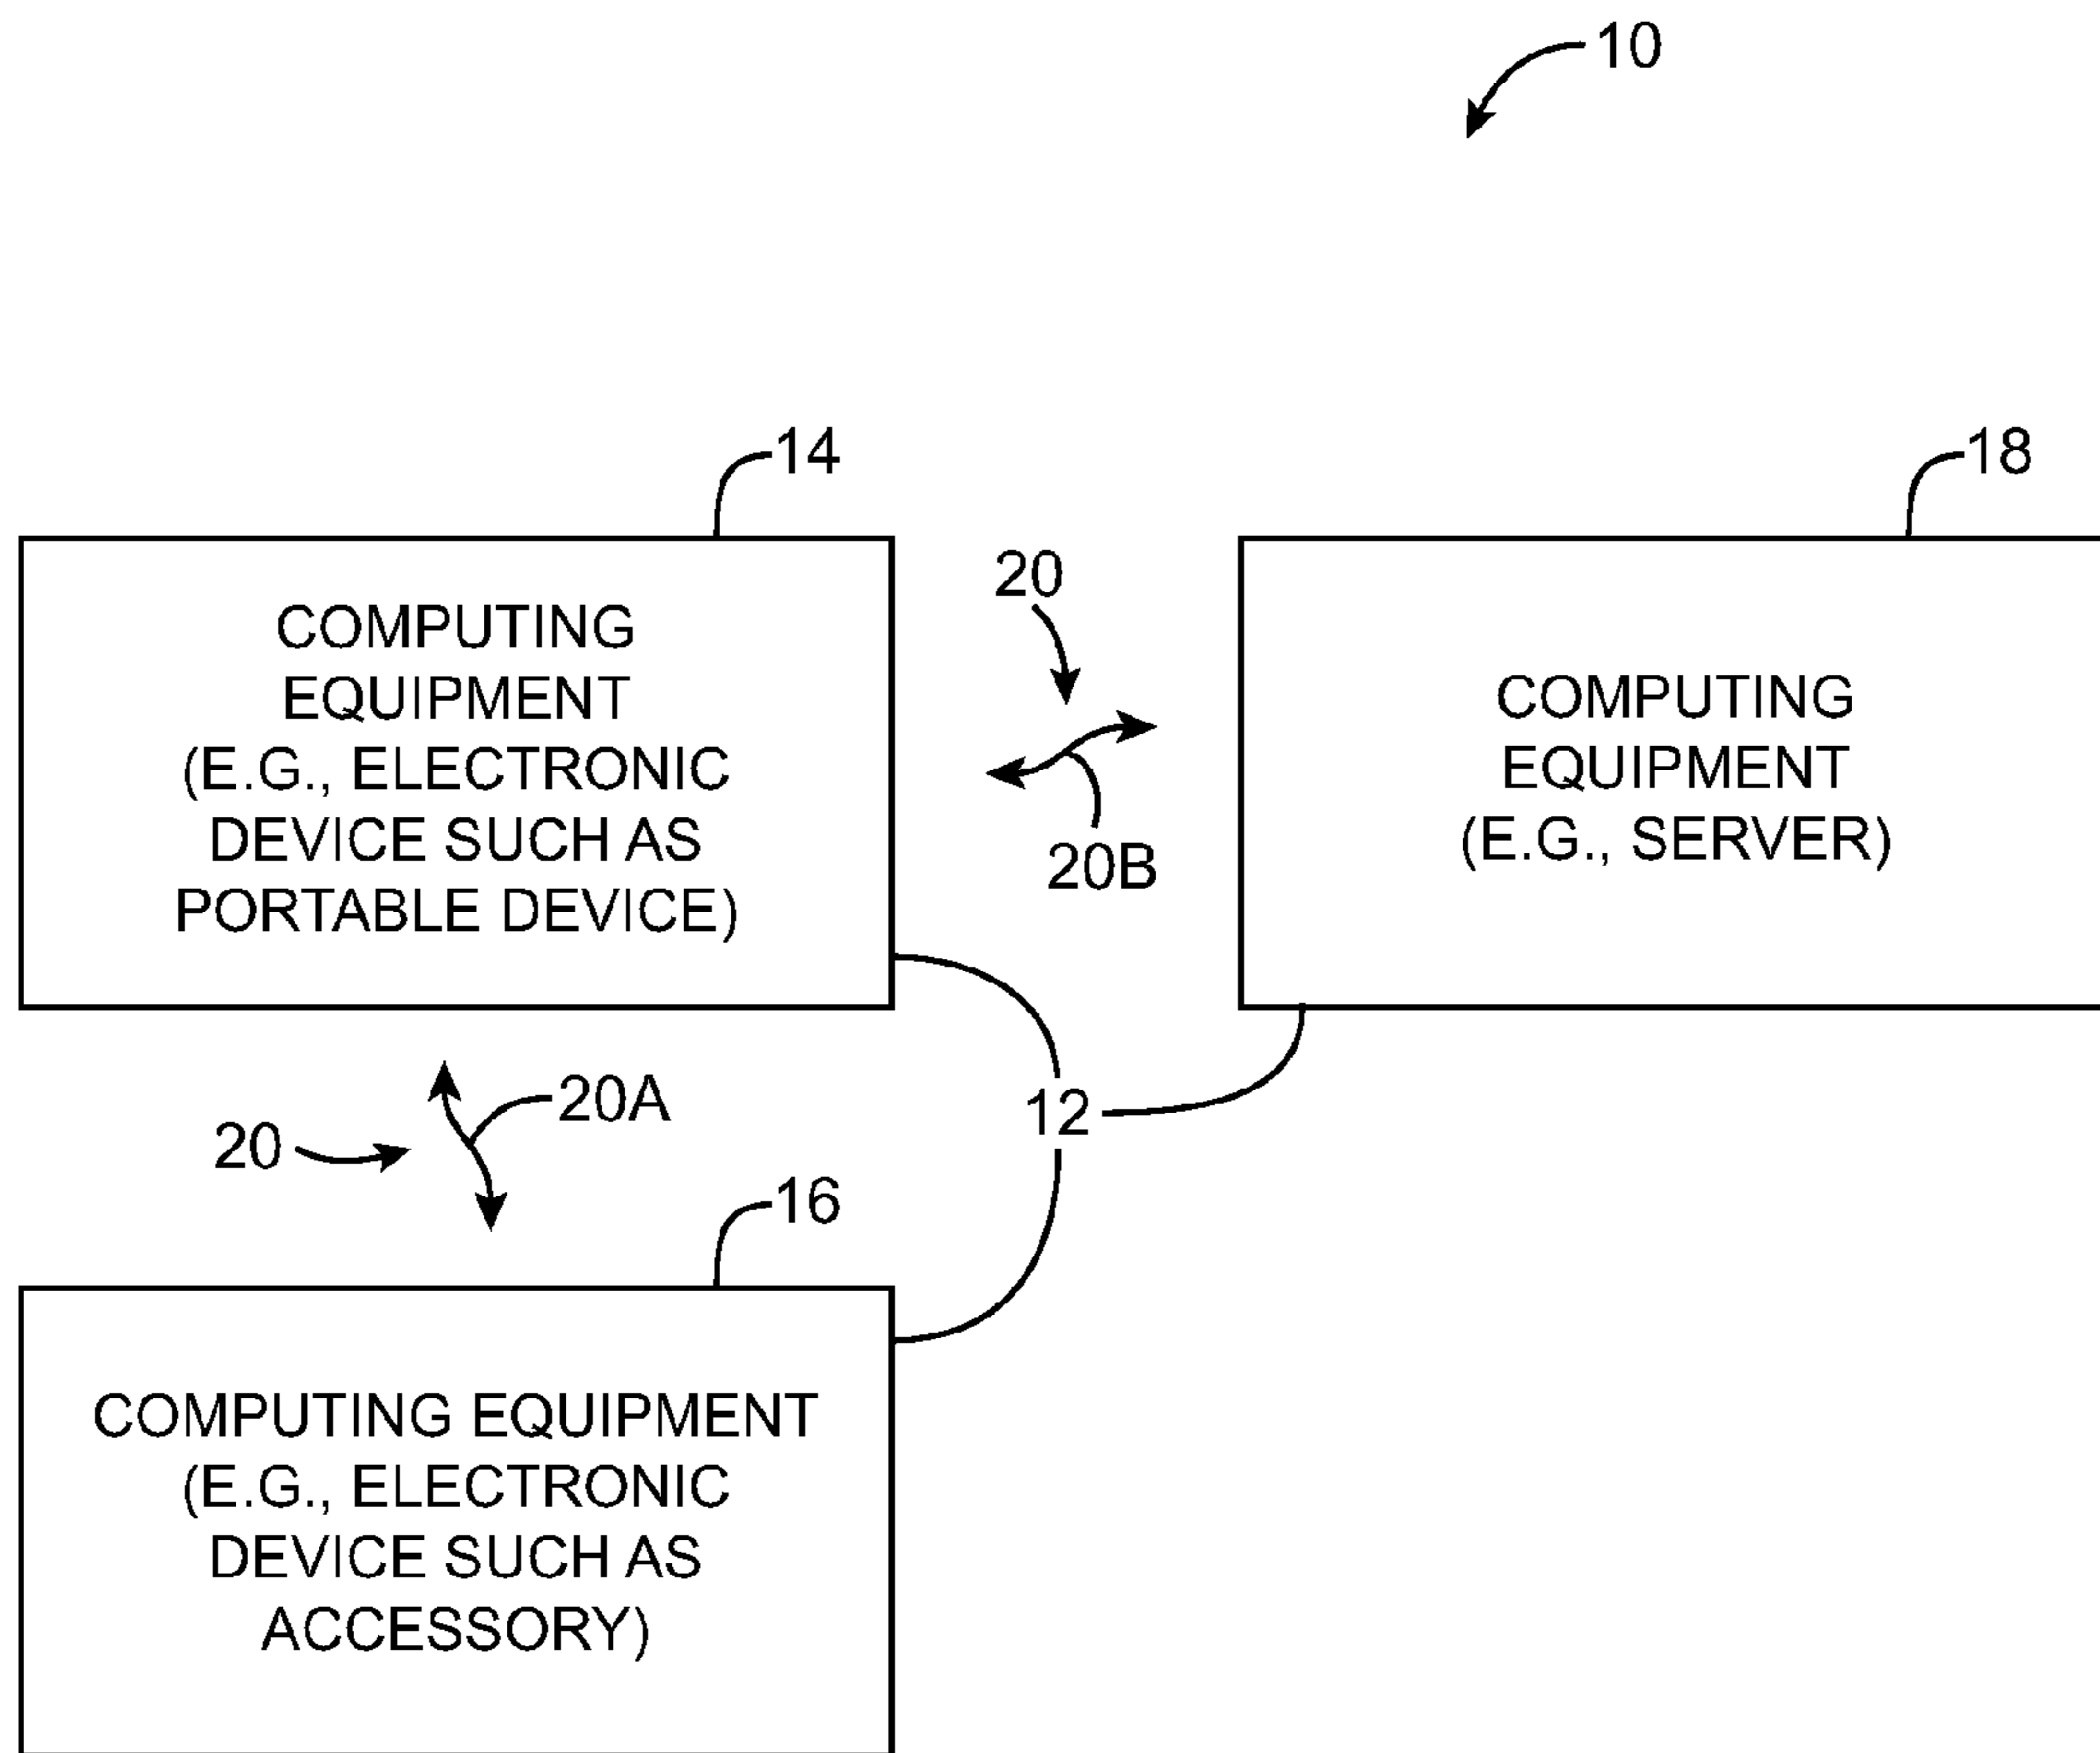 10
14
18
COMPUTING
EQUIPMENT
(E.G., ELECTRONIC
DEVICE SUCH AS
PORTABLE DEVICE)
20
20B
COMPUTING
EQUIPMENT
(E.G., SERVER)
20
20A
12
16
COMPUTING EQUIPMENT
(E.G., ELECTRONIC
DEVICE SUCH AS
ACCESSORY)